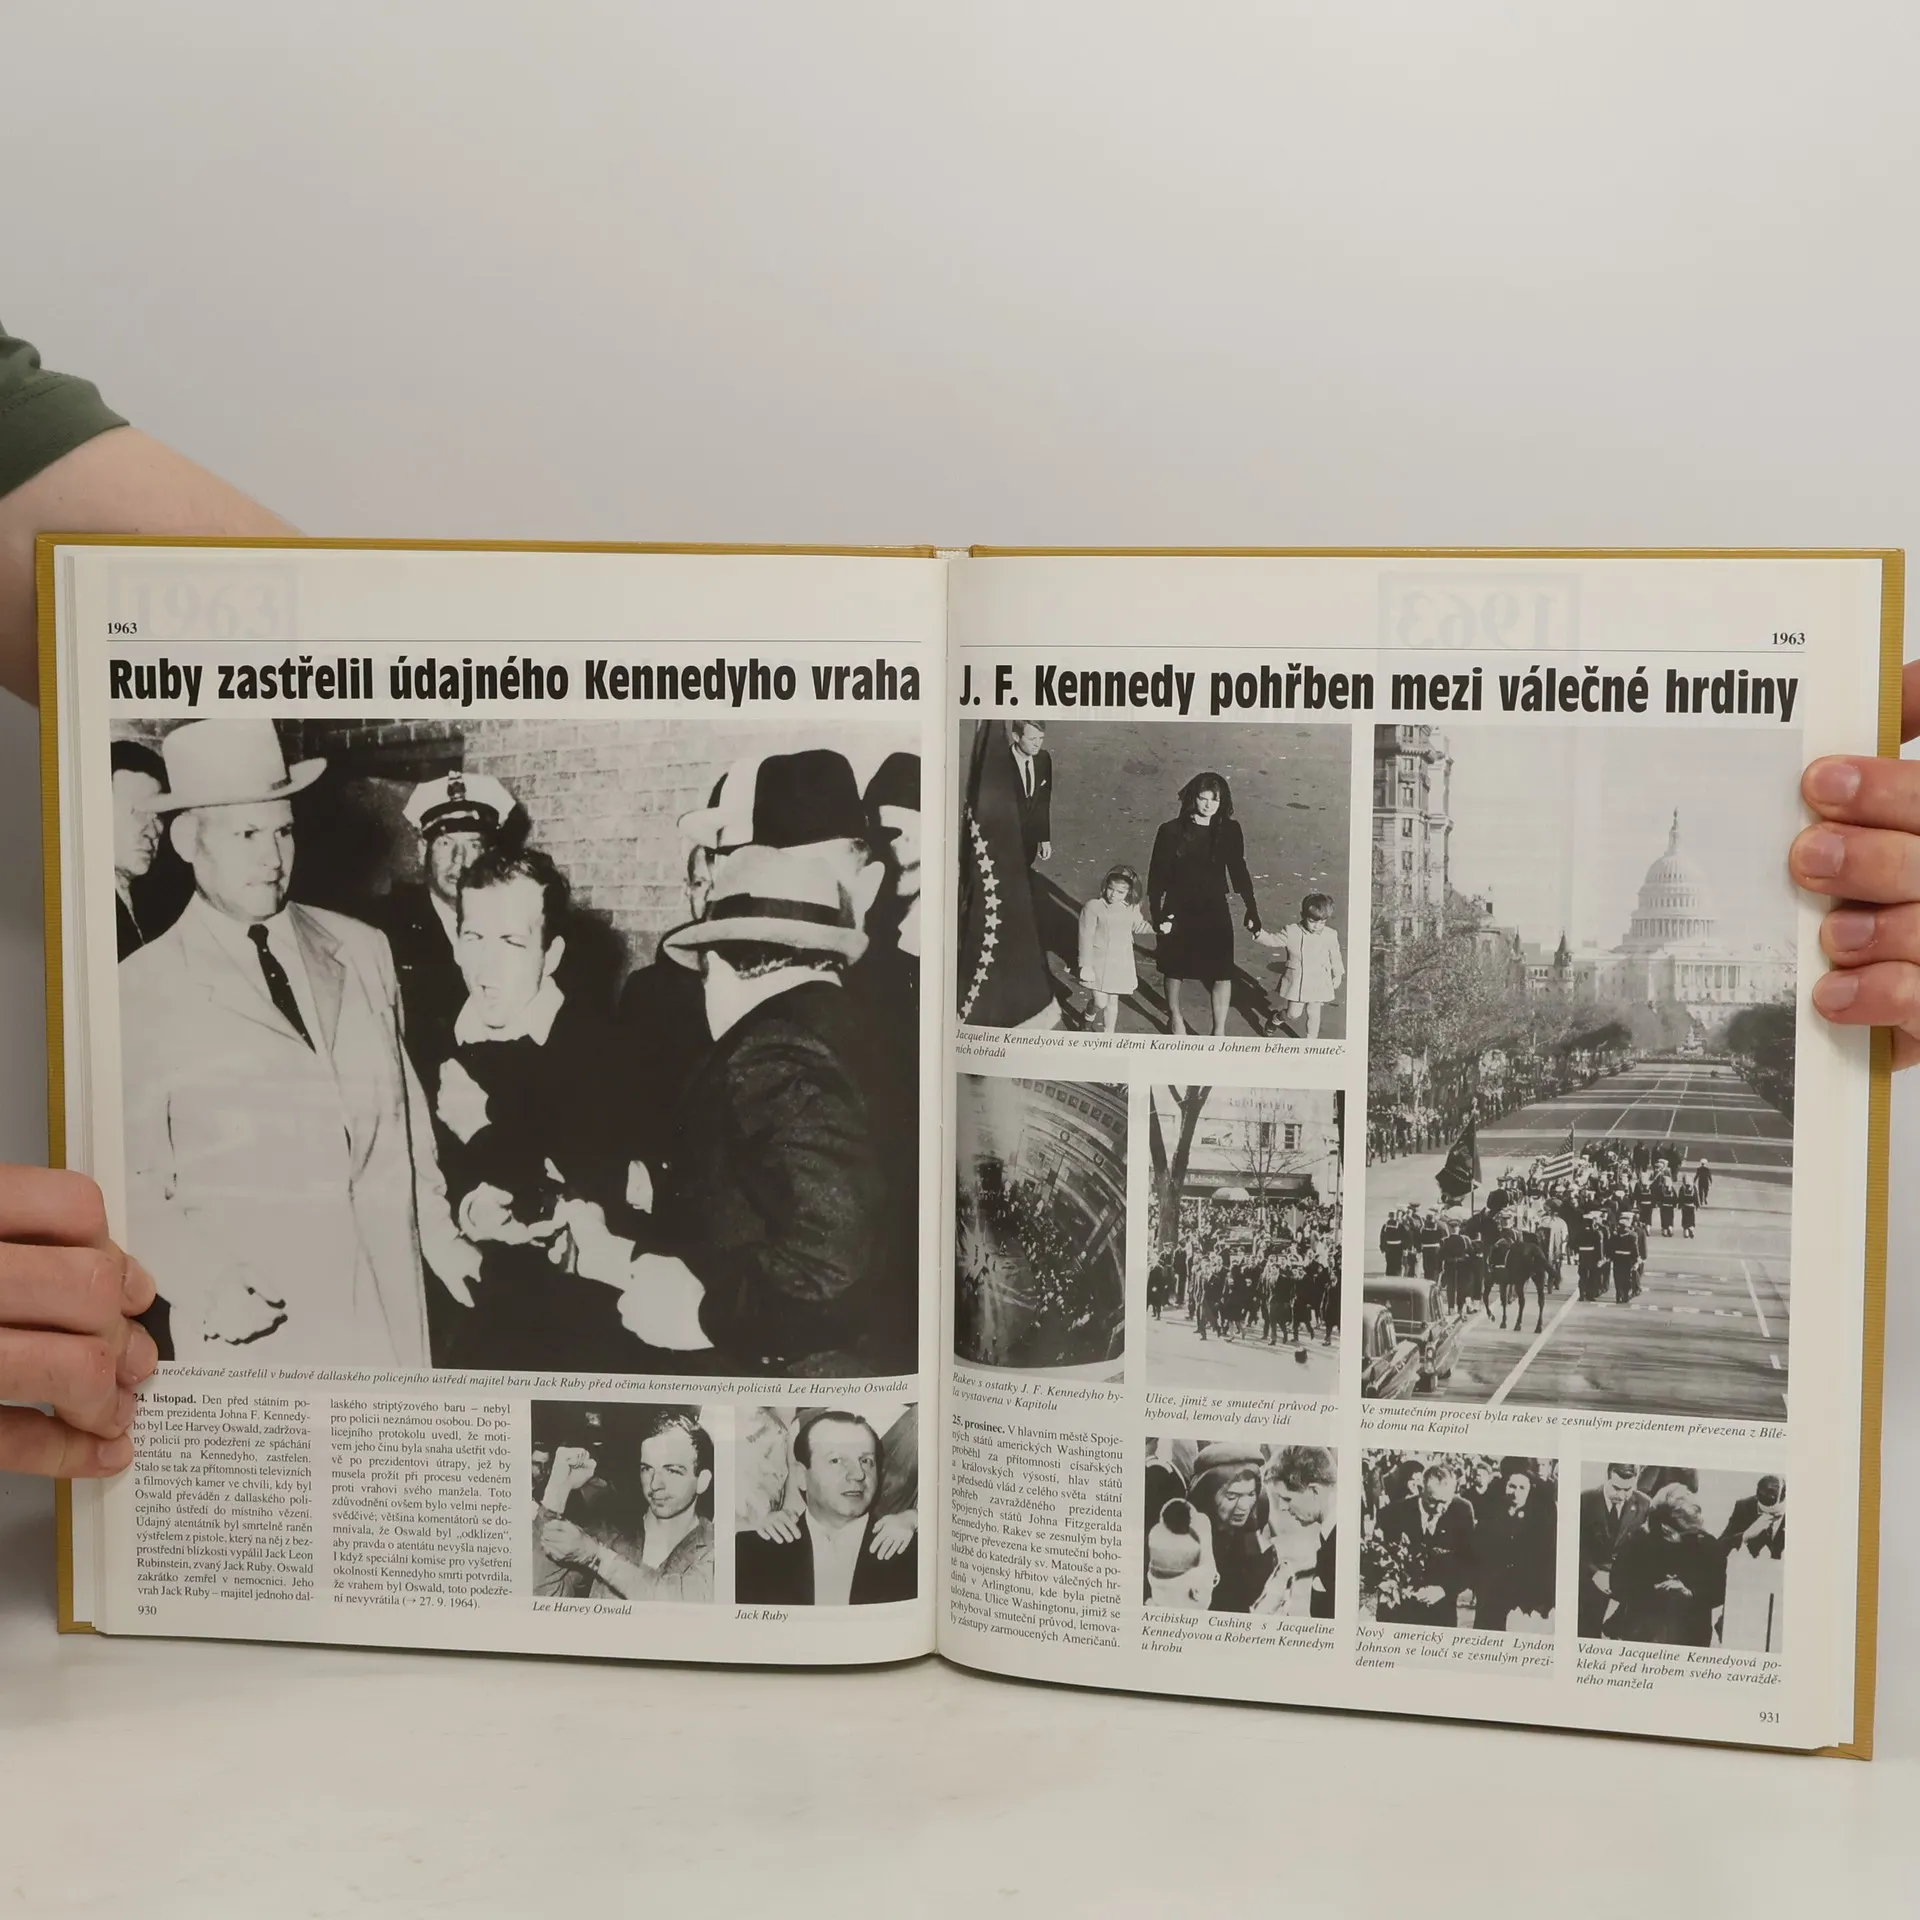 1963
1963
Ruby zastřelil údajného Kennedyho vraha
neočekávaně zastřelil v budově dallaského policejního ústředí majitel baru Jack Ruby před očima konsternovaných policistů Lee Harveyho Oswalda
24. listopad. Den před státním po-
hřbem prezidenta Johna F. Kennedy-
ho byl Lee Harvey Oswald, zadržova-
ný policií pro podezření ze spáchání
atentátu na Kennedyho, zastřelen.
Stalo se tak za přítomnosti televizních
a filmových kamer ve chvíli, kdy byl
Oswald převáděn z dallaského poli-
cejního ústředí do místního vězení.
Údajný atentátník byl smrtelně raněn
výstřelem z pistole, který na něj z bez-
prostřední blízkosti vypálil Jack Leon
Rubinstein, zvaný Jack Ruby. Oswald
zakrátko zemřel v nemocnici. Jeho
vrah Jack Ruby – majitel jednoho dal-
laského striptýzového baru – nebyl
pro policii neznámou osobou. Do po-
licejního protokolu uvedl, že moti-
vem jeho činu byla snaha ušetřit vdo-
vě po prezidentovi útrapy, jež by
musela prožít při procesu vedeném
proti vrahovi svého manžela. Toto
zdůvodnění ovšem bylo velmi nepře-
svědčivé; většina komentátorů se do-
mnívala, že Oswald byl „odklizen“,
aby pravda o atentátu nevyšla najevo.
I když speciální komise pro vyšetření
okolností Kennedyho smrti potvrdila,
že vrahem byl Oswald, toto podezře-
ní nevyvrátila (→ 27. 9. 1964).
Lee Harvey Oswald
Jack Ruby
930
1963
1963
J. F. Kennedy pohřben mezi válečné hrdiny
Jacqueline Kennedyová se svými dětmi Karolinou a Johnem během smuteč-
ních obřadů
Rakev s ostatky J. F. Kennedyho by-
la vystavena v Kapitolu
Ulice, jimiž se smuteční průvod po-
hyboval, lemovaly davy lidí
Ve smutečním procesí byla rakev se zesnulým prezidentem převezena z Bílé-
ho domu na Kapitol
25. prosinec. V hlavním městě Spoje-
ných států amerických Washingtonu
proběhl za přítomnosti císařských
a královských výsostí, hlav států
a předsedů vlád z celého světa státní
pohřeb zavražděného prezidenta
Spojených států Johna Fitzgeralda
Kennedyho. Rakev se zesnulým byla
nejprve převezena ke smuteční boho-
službě do katedrály sv. Matouše a po-
té na vojenský hřbitov válečných hr-
dinů v Arlingtonu, kde byla pietně
uložena. Ulice Washingtonu, jimiž se
pohyboval smuteční průvod, lemova-
ly zástupy zarmoucených Američanů.
Arcibiskup Cushing s Jacqueline
Kennedyovou a Robertem Kennedym
u hrobu
Nový americký prezident Lyndon
Johnson se loučí se zesnulým prezi-
dentem
Vdova Jacqueline Kennedyová po-
kleká před hrobem svého zavraždě-
ného manžela
931